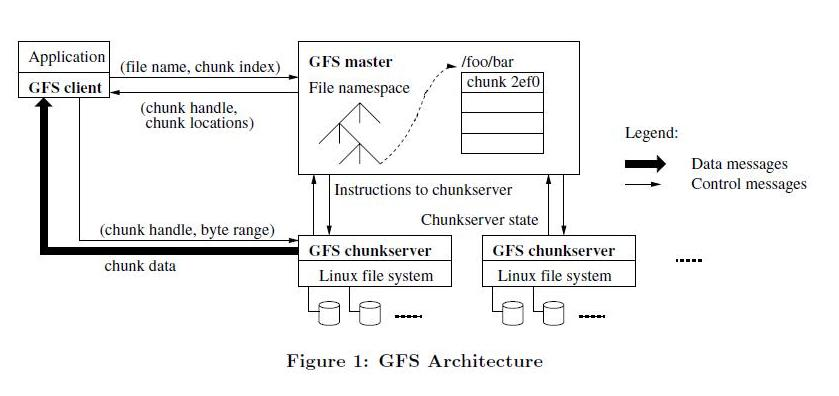 Application
GFS client
(file name, chunk index)
(chunk handle,
chunk locations)
GFS master
File namespace
/foo/bar
chunk 2ef0
Legend:
Data messages
Control messages
Instructions to chunkserver
Chunkserver state
(chunk handle, byte range)
chunk data
GFS chunkserver
Linux file system
GFS chunkserver
Linux file system
Figure 1: GFS Architecture